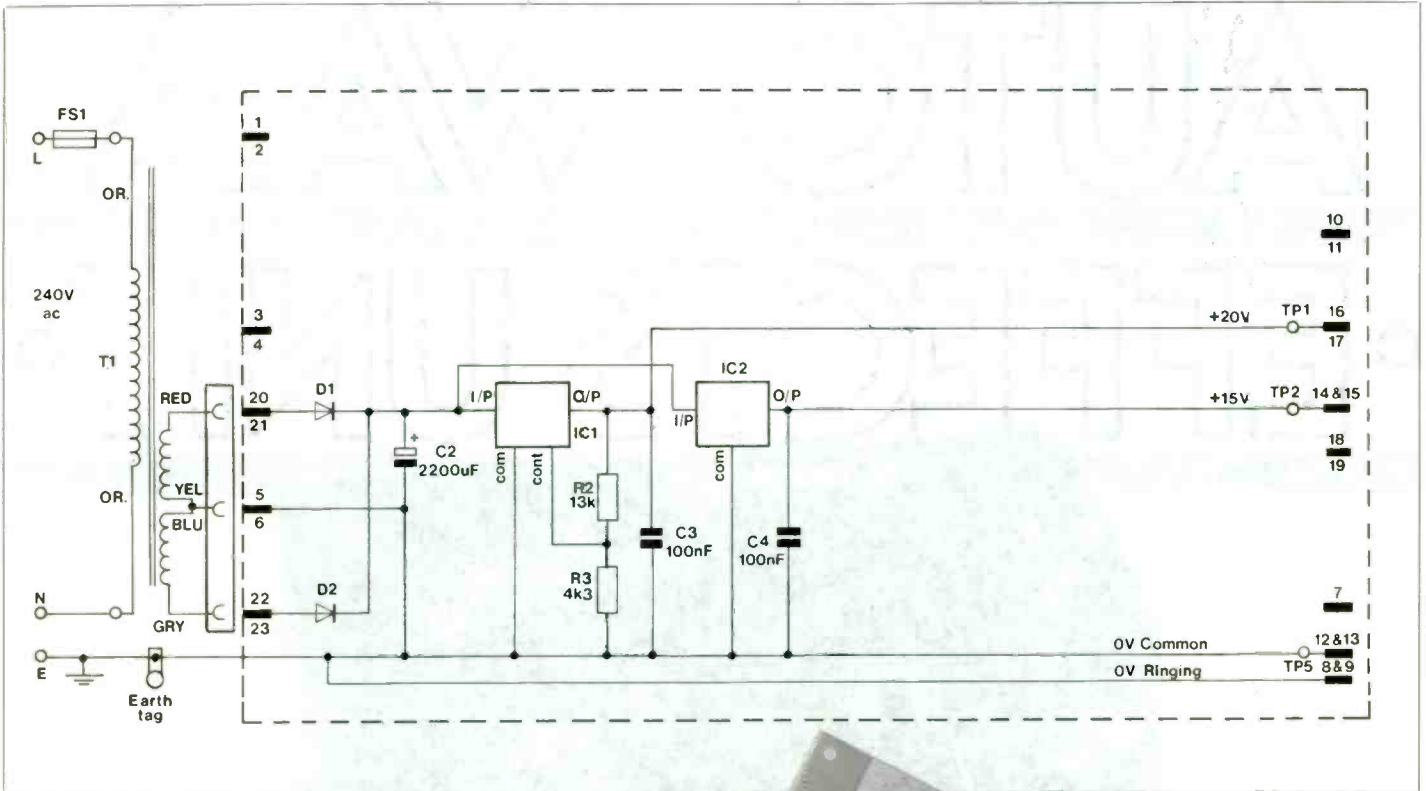 FS1
L
OR.
240V
ac
T1
OR.
N
E
Earth
tag
RED
YEL
BLU
GRY
1
2
3
4
20
21
5
6
22
23
D1
D2
+
C2
2200uF
I/P
O/P
IC1
com
cont
R2
13k
R3
4k3
C3
100nF
IC2
I/P
O/P
com
C4
100nF
+20V
TP1
+15V
TP2
0V Common
TP5
0V Ringing
10
11
16
17
14&15
18
19
7
12&13
8&9